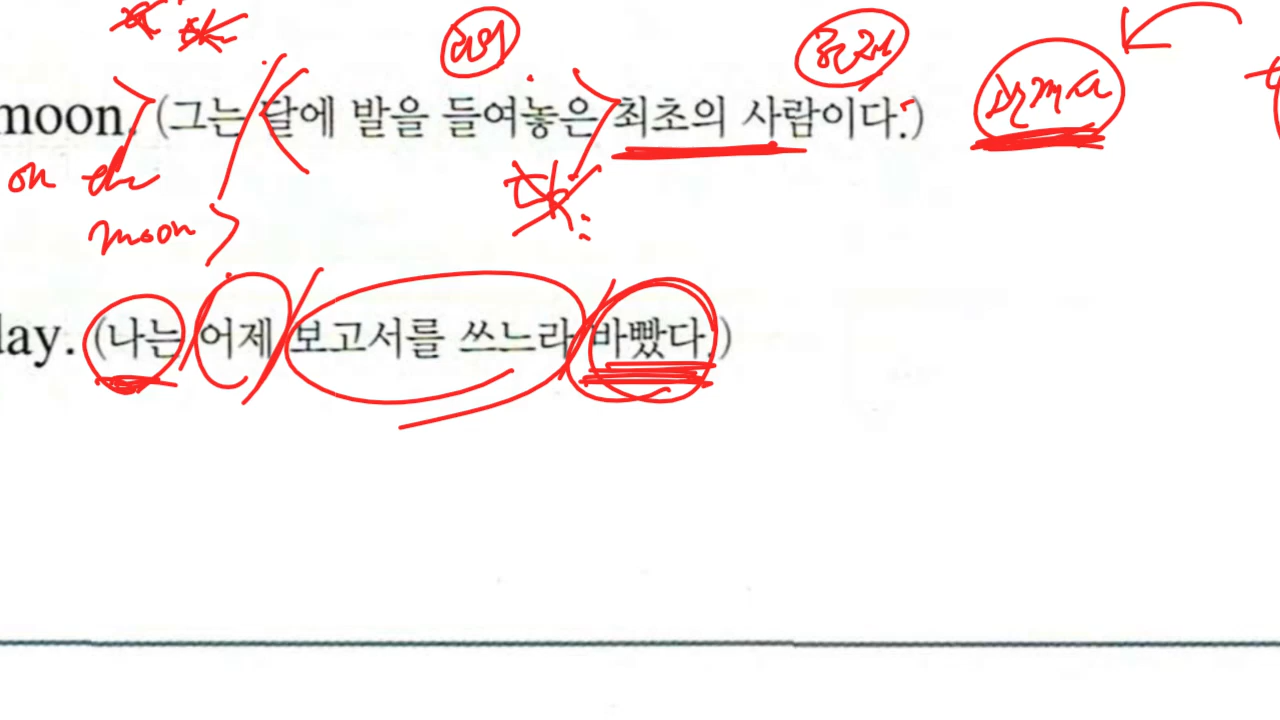 moon. (그는 달에 발을 들여놓은 최초의 사람이다.)
on the
moon
day. (나는 어제 보고서를 쓰느라 바빴다.)